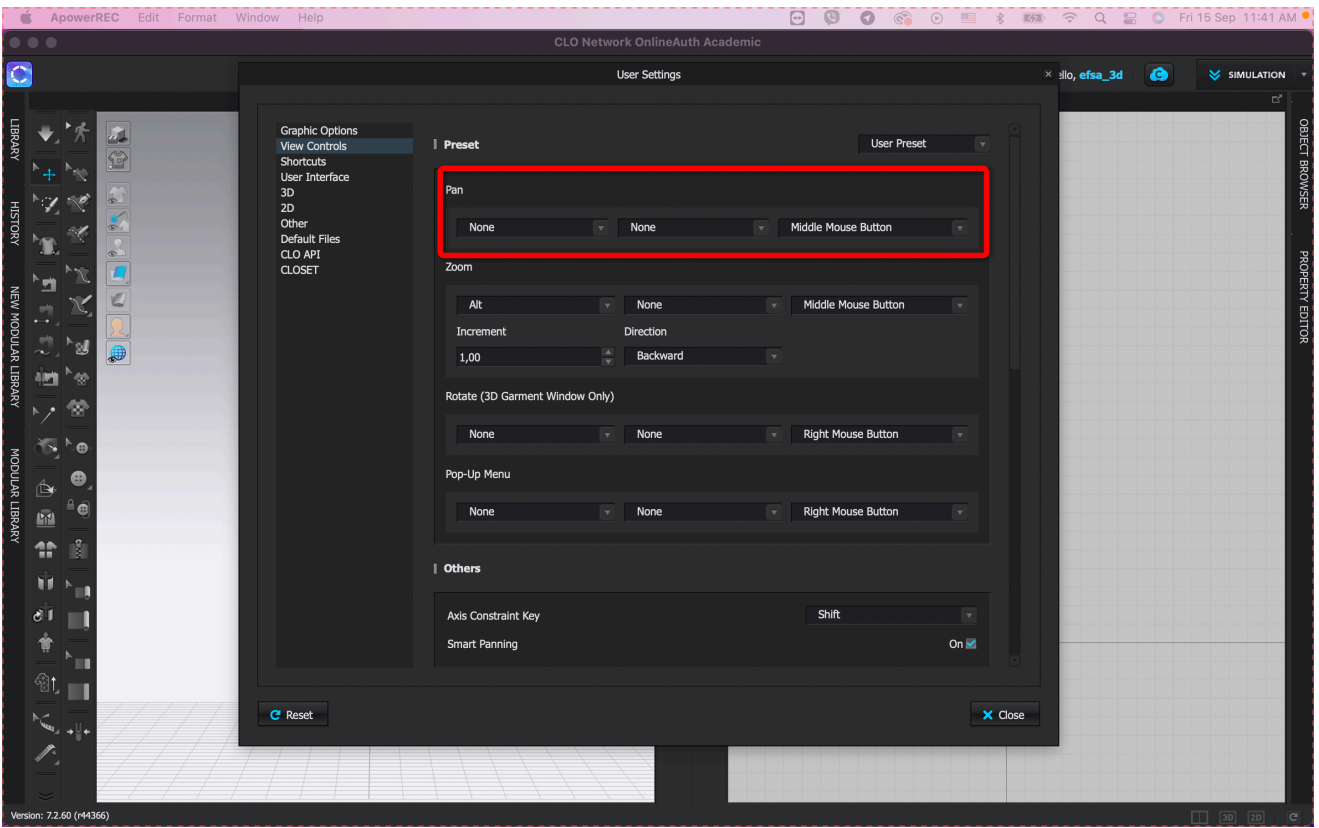 ApowerREC Edit Format Window Help Fri 15 Sep 11:41 AM
CLO Network OnlineAuth Academic
User Settings
ello, efsa_3d
SIMULATION
LIBRARY
HISTORY
NEW MODULAR LIBRARY
MODULAR LIBRARY
Graphic Options
View Controls
Shortcuts
User Interface
3D
2D
Other
Default Files
CLO API
CLOSET
Preset User Preset
Pan
None None Middle Mouse Button
Zoom
Alt None Middle Mouse Button
Increment Direction
1,00 Backward
Rotate (3D Garment Window Only)
None None Right Mouse Button
Pop-Up Menu
None None Right Mouse Button
Others
Axis Constraint Key Shift
Smart Panning On
Reset Close
OBJECT BROWSER
PROPERTY EDITOR
Version: 7.2.60 (r44366) 3D 2D